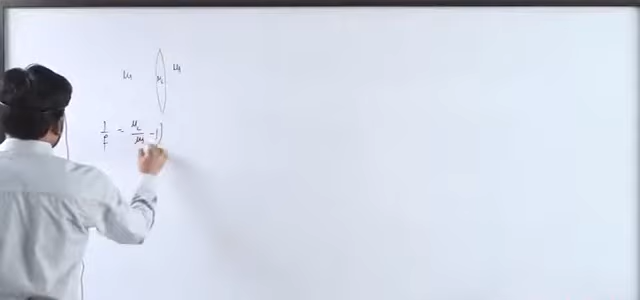 μ₁ μ₂ μ₁
1/f = μ₂/μ₁ -1)